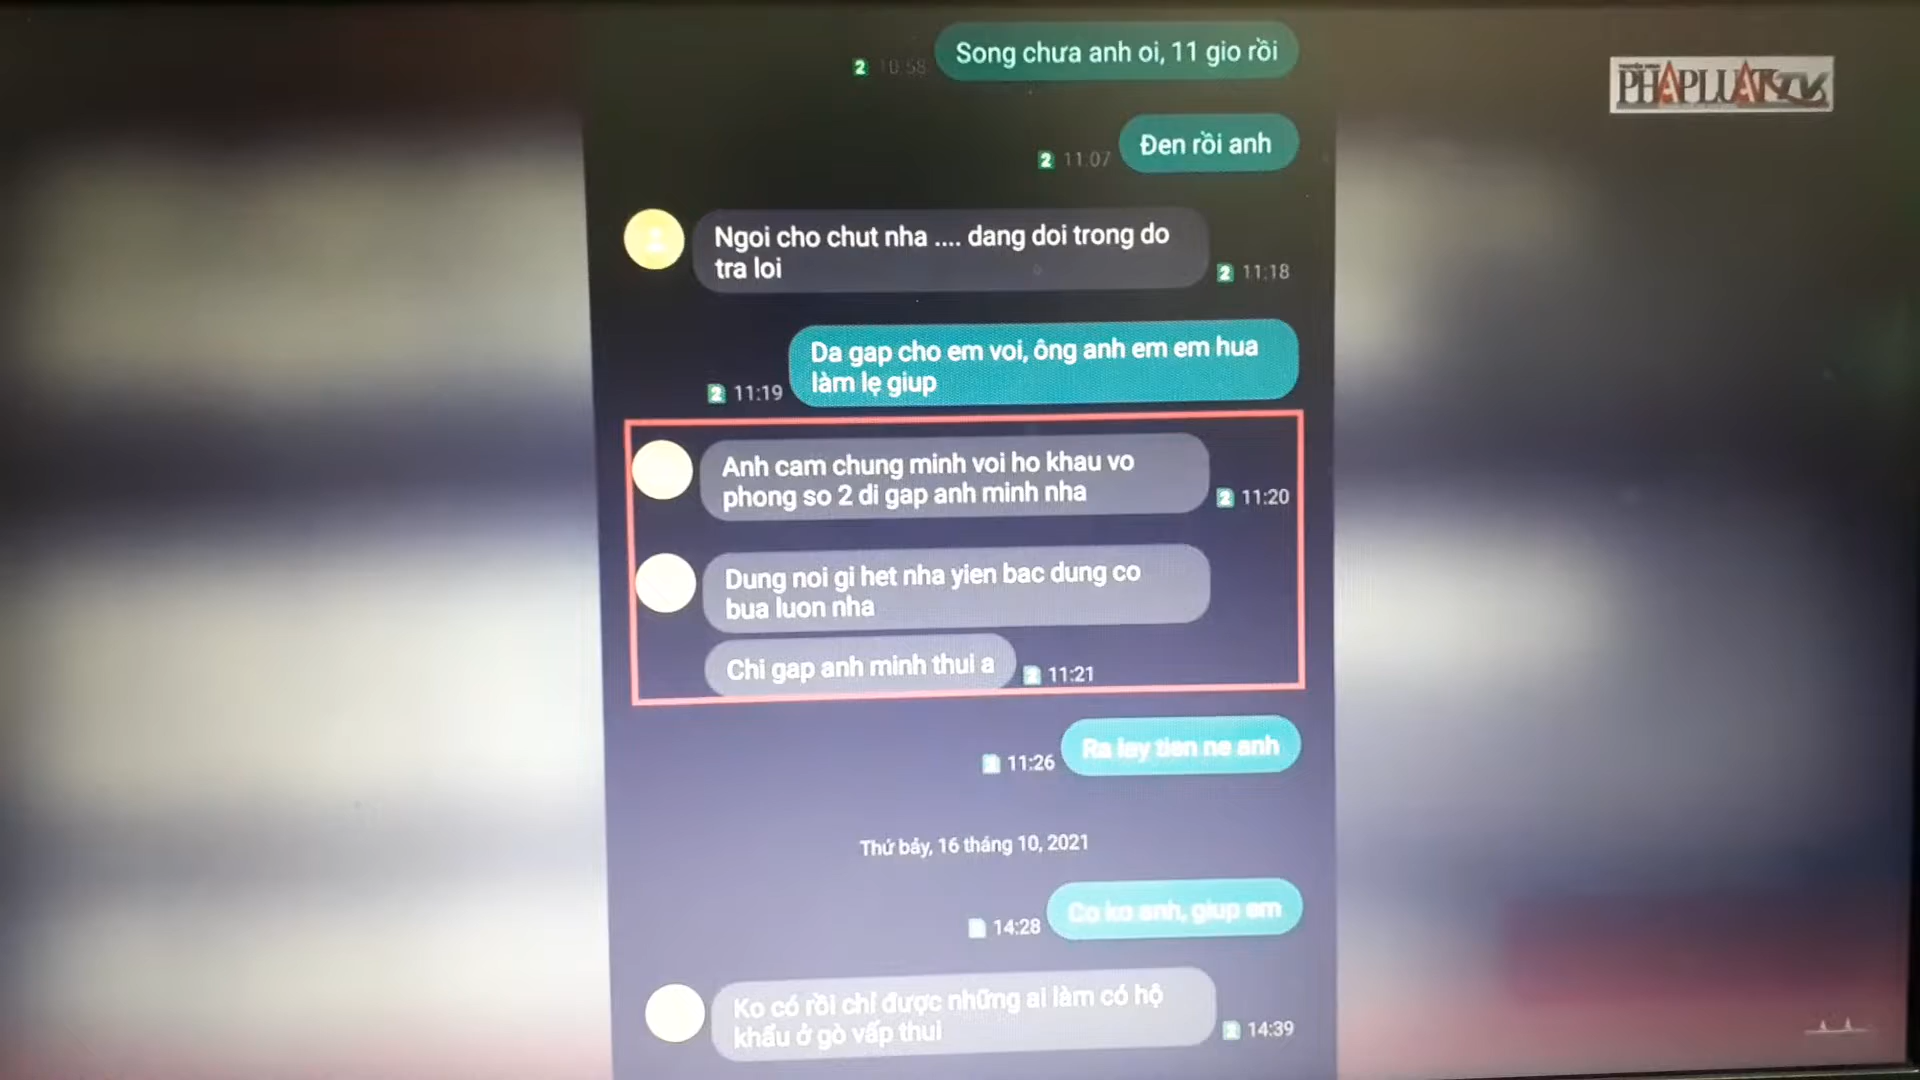 Song chưa anh oi, 11 gio rồi
2 10:58
PHÁPLUẬTTV
Đen rồi anh
2 11:07
Ngoi cho chut nha .... dang doi trong do
tra loi
2 11:18
Da gap cho em voi, ông anh em em hua
làm lẹ giup
2 11:19
Anh cam chung minh voi ho khau vo
phong so 2 di gap anh minh nha
2 11:20
Dung noi gi het nha yien bac dung co
bua luon nha
Chi gap anh minh thui a
2 11:21
Ra lay tien ne anh
2 11:26
Thứ bảy, 16 tháng 10, 2021
Co ko anh, giup em
14:28
Ko có rồi chỉ được những ai làm có hộ
khẩu ở gò vấp thui
2 14:39